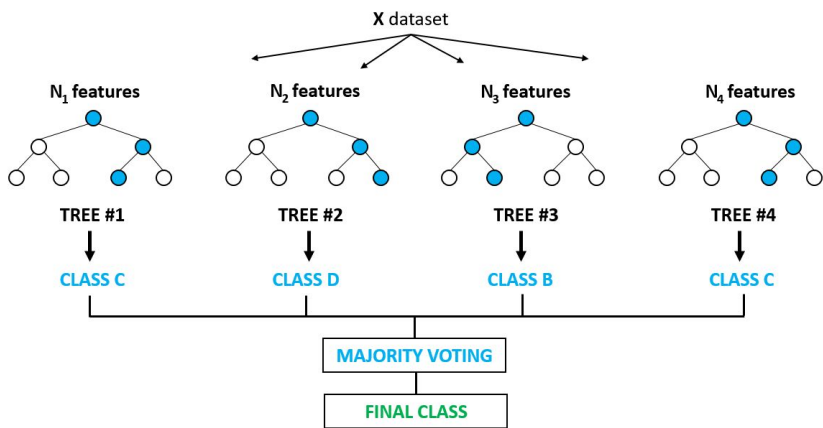 X dataset
N₁ features N₂ features N₃ features N₄ features
TREE #1 TREE #2 TREE #3 TREE #4
CLASS C CLASS D CLASS B CLASS C
MAJORITY VOTING
FINAL CLASS